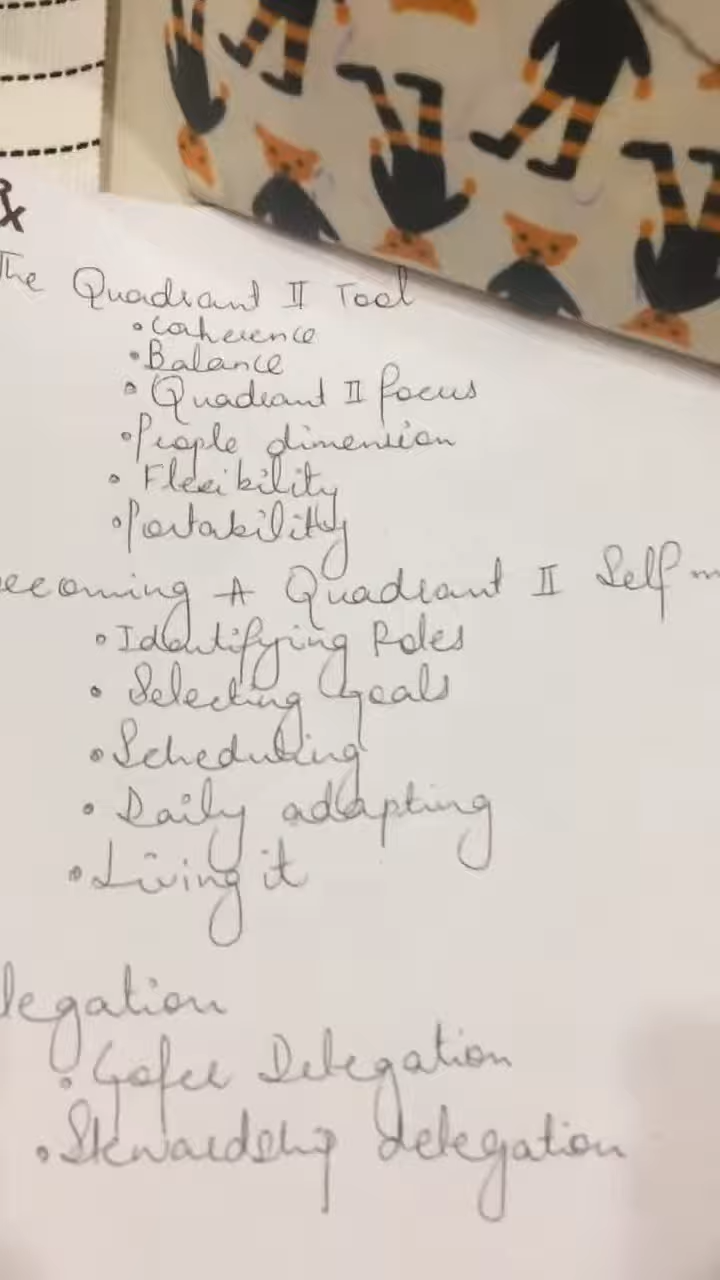 The Quadrant II Tool
• Coherence
• Balance
• Quadrant II focus
• People dimension
• Flexibility
• Portability
ecoming A Quadrant II Self m
• Identifying Roles
• Selecting Goals
• Scheduling
• Daily adapting
• Living it
legation
• Gofer Delegation
• Stewardship delegation